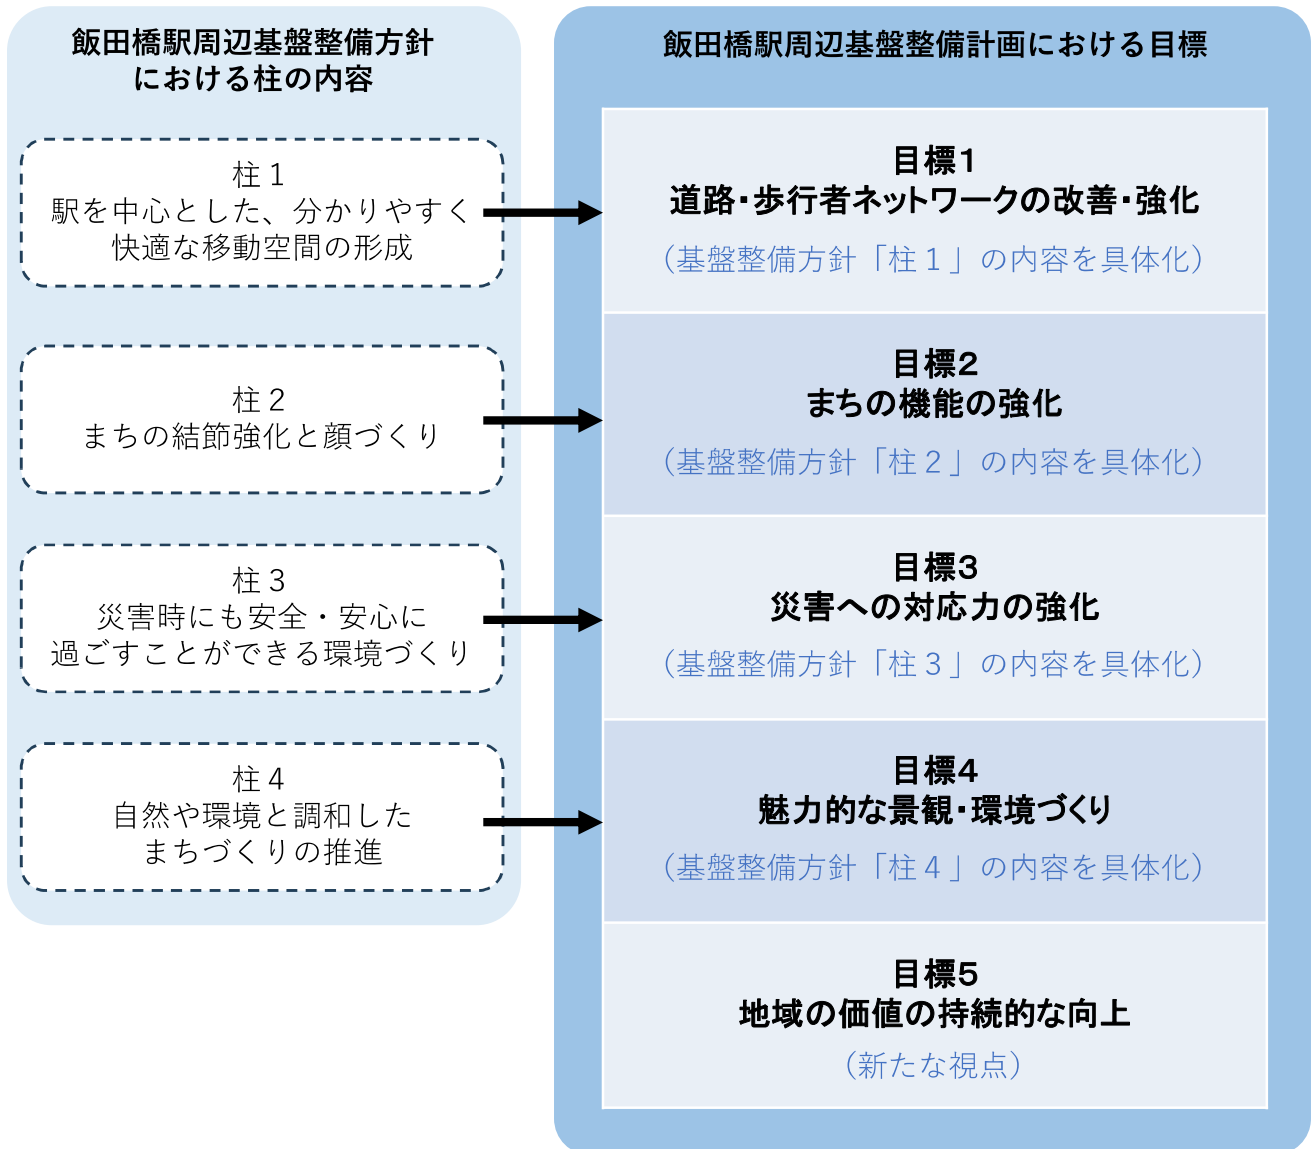 飯田橋駅周辺基盤整備方針
における柱の内容
柱１
駅を中心とした、分かりやすく
快適な移動空間の形成
柱２
まちの結節強化と顔づくり
柱３
災害時にも安全・安心に
過ごすことができる環境づくり
柱４
自然や環境と調和した
まちづくりの推進
飯田橋駅周辺基盤整備計画における目標
目標１
道路・歩行者ネットワークの改善・強化
（基盤整備方針「柱１」の内容を具体化）
目標２
まちの機能の強化
（基盤整備方針「柱２」の内容を具体化）
目標３
災害への対応力の強化
（基盤整備方針「柱３」の内容を具体化）
目標４
魅力的な景観・環境づくり
（基盤整備方針「柱４」の内容を具体化）
目標５
地域の価値の持続的な向上
（新たな視点）